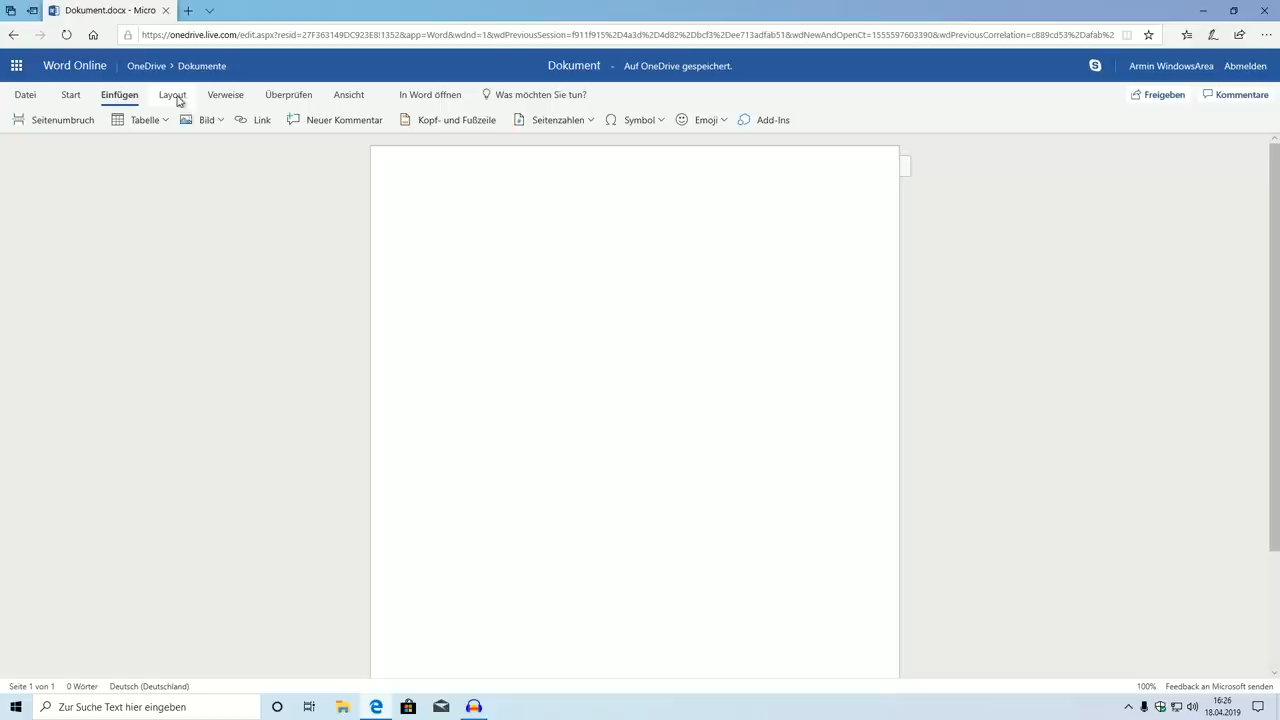 Dokument.docx - Micro
https://onedrive.live.com/edit.aspx?resid=27F363149DC923E8!1352&app=Word&wdnd=1&wdPreviousSession=f911f915%2D4a3d%2D4d82%2Dbcf3%2Dee713adfab51&wdNewAndOpenCt=1555597603390&wdPreviousCorrelation=c889cd53%2Dafab%2
Word Online OneDrive > Dokumente Dokument - Auf OneDrive gespeichert. Armin WindowsArea Abmelden
Datei Start Einfügen Layout Verweise Überprüfen Ansicht In Word öffnen Was möchten Sie tun? Freigeben Kommentare
Seitenumbruch Tabelle Bild Link Neuer Kommentar Kopf- und Fußzeile Seitenzahlen Symbol Emoji Add-Ins
Seite 1 von 1 0 Wörter Deutsch (Deutschland) 100% Feedback an Microsoft senden
Zur Suche Text hier eingeben 16:26
18.04.2019